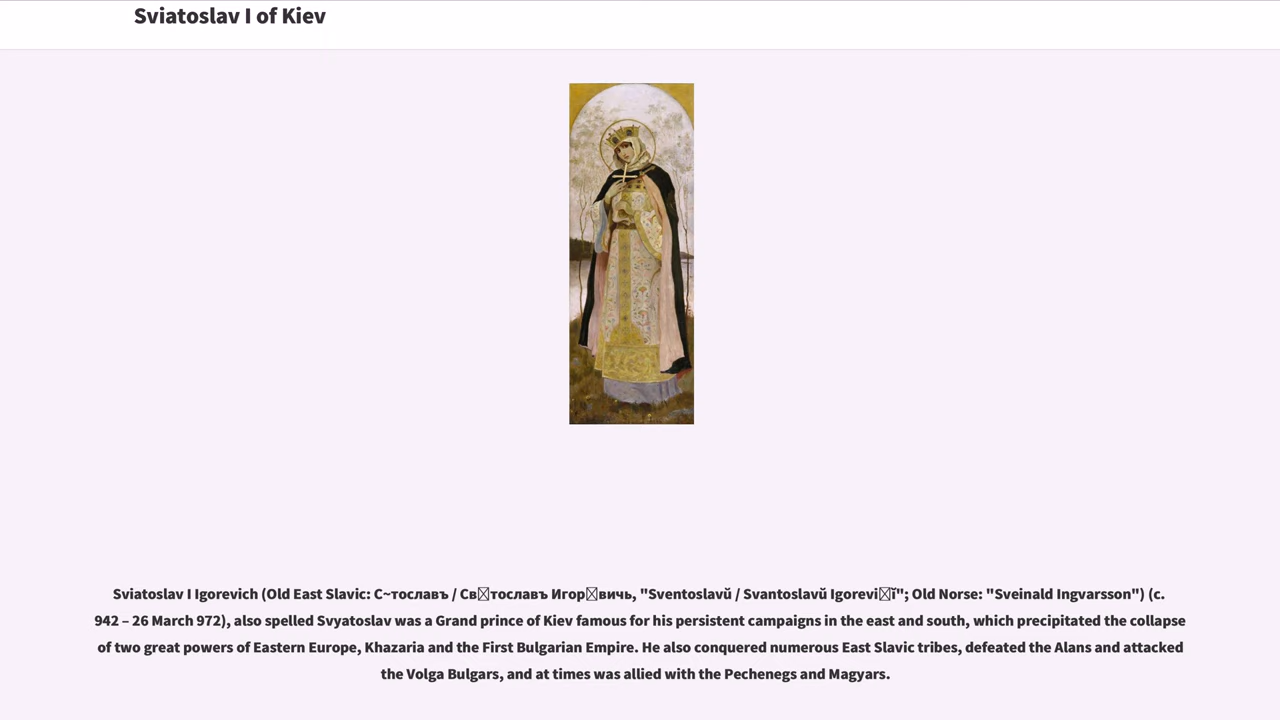 Sviatoslav I of Kiev
Sviatoslav I Igorevich (Old East Slavic: С~тославъ / Св□тославъ Игор□вичь, "Sventoslavŭ / Svantoslavŭ Igorevi□ĭ"; Old Norse: "Sveinald Ingvarsson") (c.
942 – 26 March 972), also spelled Svyatoslav was a Grand prince of Kiev famous for his persistent campaigns in the east and south, which precipitated the collapse
of two great powers of Eastern Europe, Khazaria and the First Bulgarian Empire. He also conquered numerous East Slavic tribes, defeated the Alans and attacked
the Volga Bulgars, and at times was allied with the Pechenegs and Magyars.